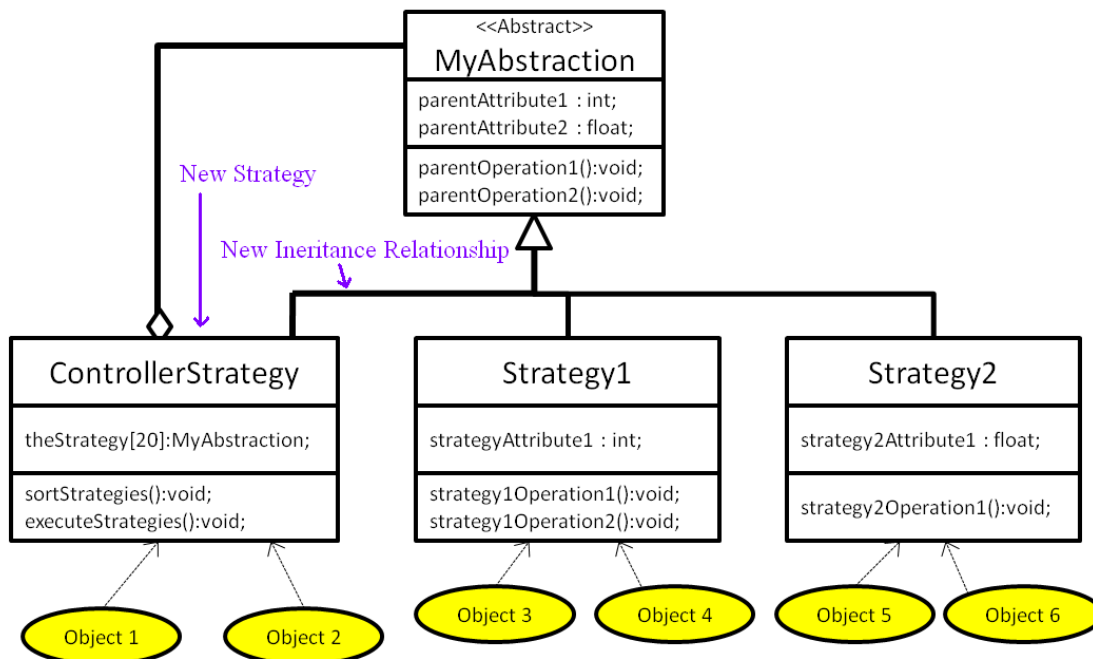 <<Abstract>>
MyAbstraction
parentAttribute1 : int;
parentAttribute2 : float;
parentOperation1():void;
parentOperation2():void;
New Strategy
New Ineritance Relationship
ControllerStrategy
theStrategy[20]:MyAbstraction;
sortStrategies():void;
executeStrategies():void;
Strategy1
strategyAttribute1 : int;
strategy1Operation1():void;
strategy1Operation2():void;
Strategy2
strategy2Attribute1 : float;
strategy2Operation1():void;
Object 1
Object 2
Object 3
Object 4
Object 5
Object 6